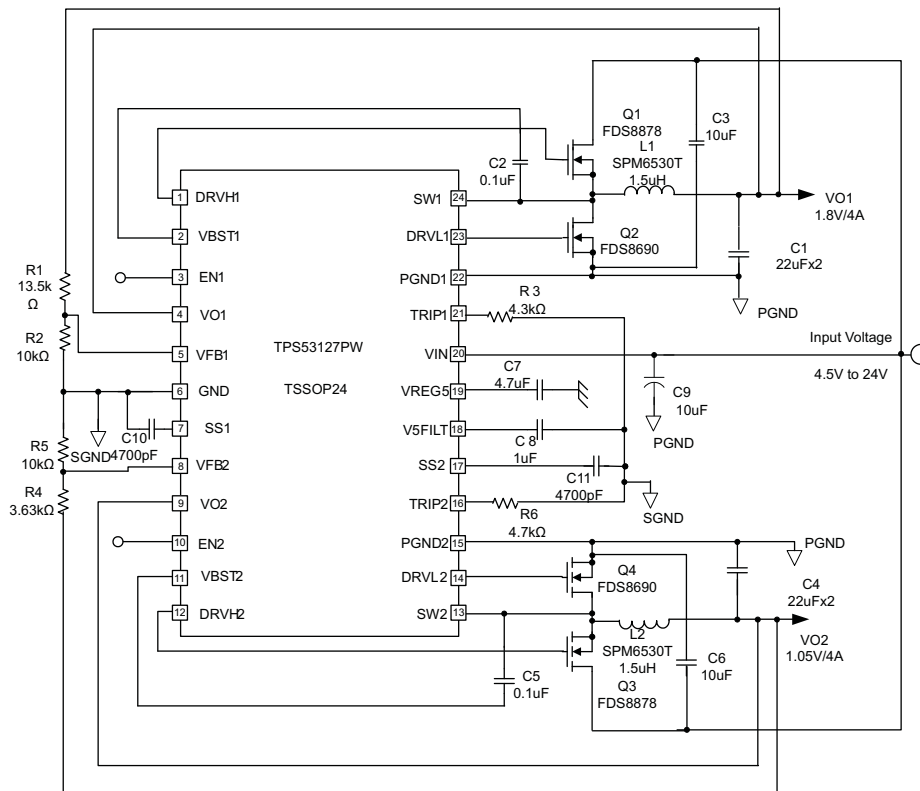 Q1
FDS8878
L1
SPM6530T
1.5uH
C3
10uF
C2
0.1uF
VO1
1.8V/4A
Q2
FDS8690
C1
22uFx2
PGND
1 DRVH1
2 VBST1
3 EN1
4 VO1
5 VFB1
6 GND
7 SS1
8 VFB2
9 VO2
10 EN2
11 VBST2
12 DRVH2
TPS53127PW
TSSOP24
SW1 24
DRVL1 23
PGND1 22
TRIP1 21
VIN 20
VREG5 19
V5FILT 18
SS2 17
TRIP2 16
PGND2 15
DRVL2 14
SW2 13
R1
13.5k
Ω
R2
10kΩ
R5
10kΩ
R4
3.63kΩ
SGND
C10
4700pF
R 3
4.3kΩ
C7
4.7uF
C 8
1uF
C11
4700pF
R6
4.7kΩ
SGND
Input Voltage
4.5V to 24V
C9
10uF
PGND
PGND
Q4
FDS8690
C4
22uFx2
VO2
1.05V/4A
L2
SPM6530T
1.5uH
Q3
FDS8878
C6
10uF
C5
0.1uF